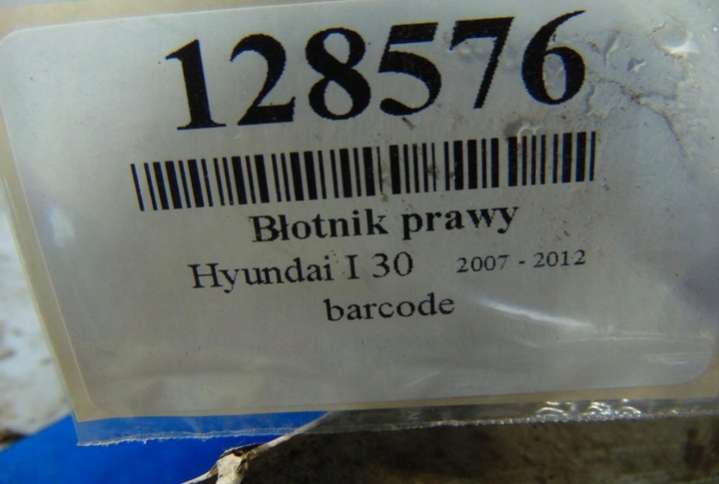 128576
Błotnik prawy
Hyundai I 30 2007 - 2012
barcode